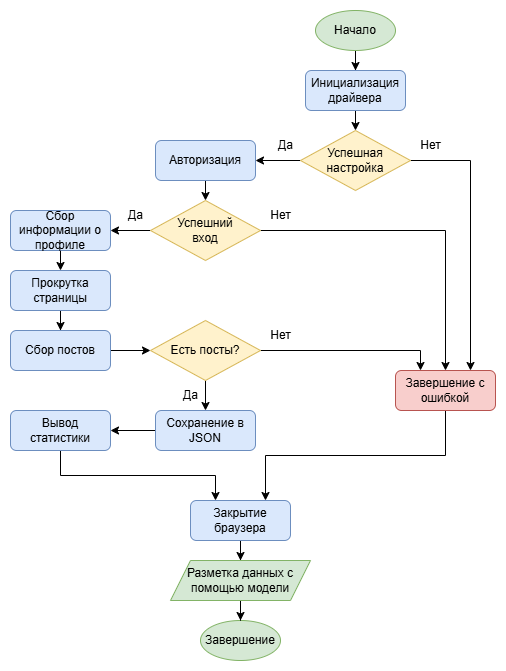 Начало
Инициализация
драйвера
Успешная
настройка
Да
Нет
Авторизация
Успешний
вход
Да
Нет
Сбор
информации о
профиле
Прокрутка
страницы
Сбор постов
Есть посты?
Нет
Да
Завершение с
ошибкой
Сохранение в
JSON
Вывод
статистики
Закрытие
браузера
Разметка данных с
помощью модели
Завершение